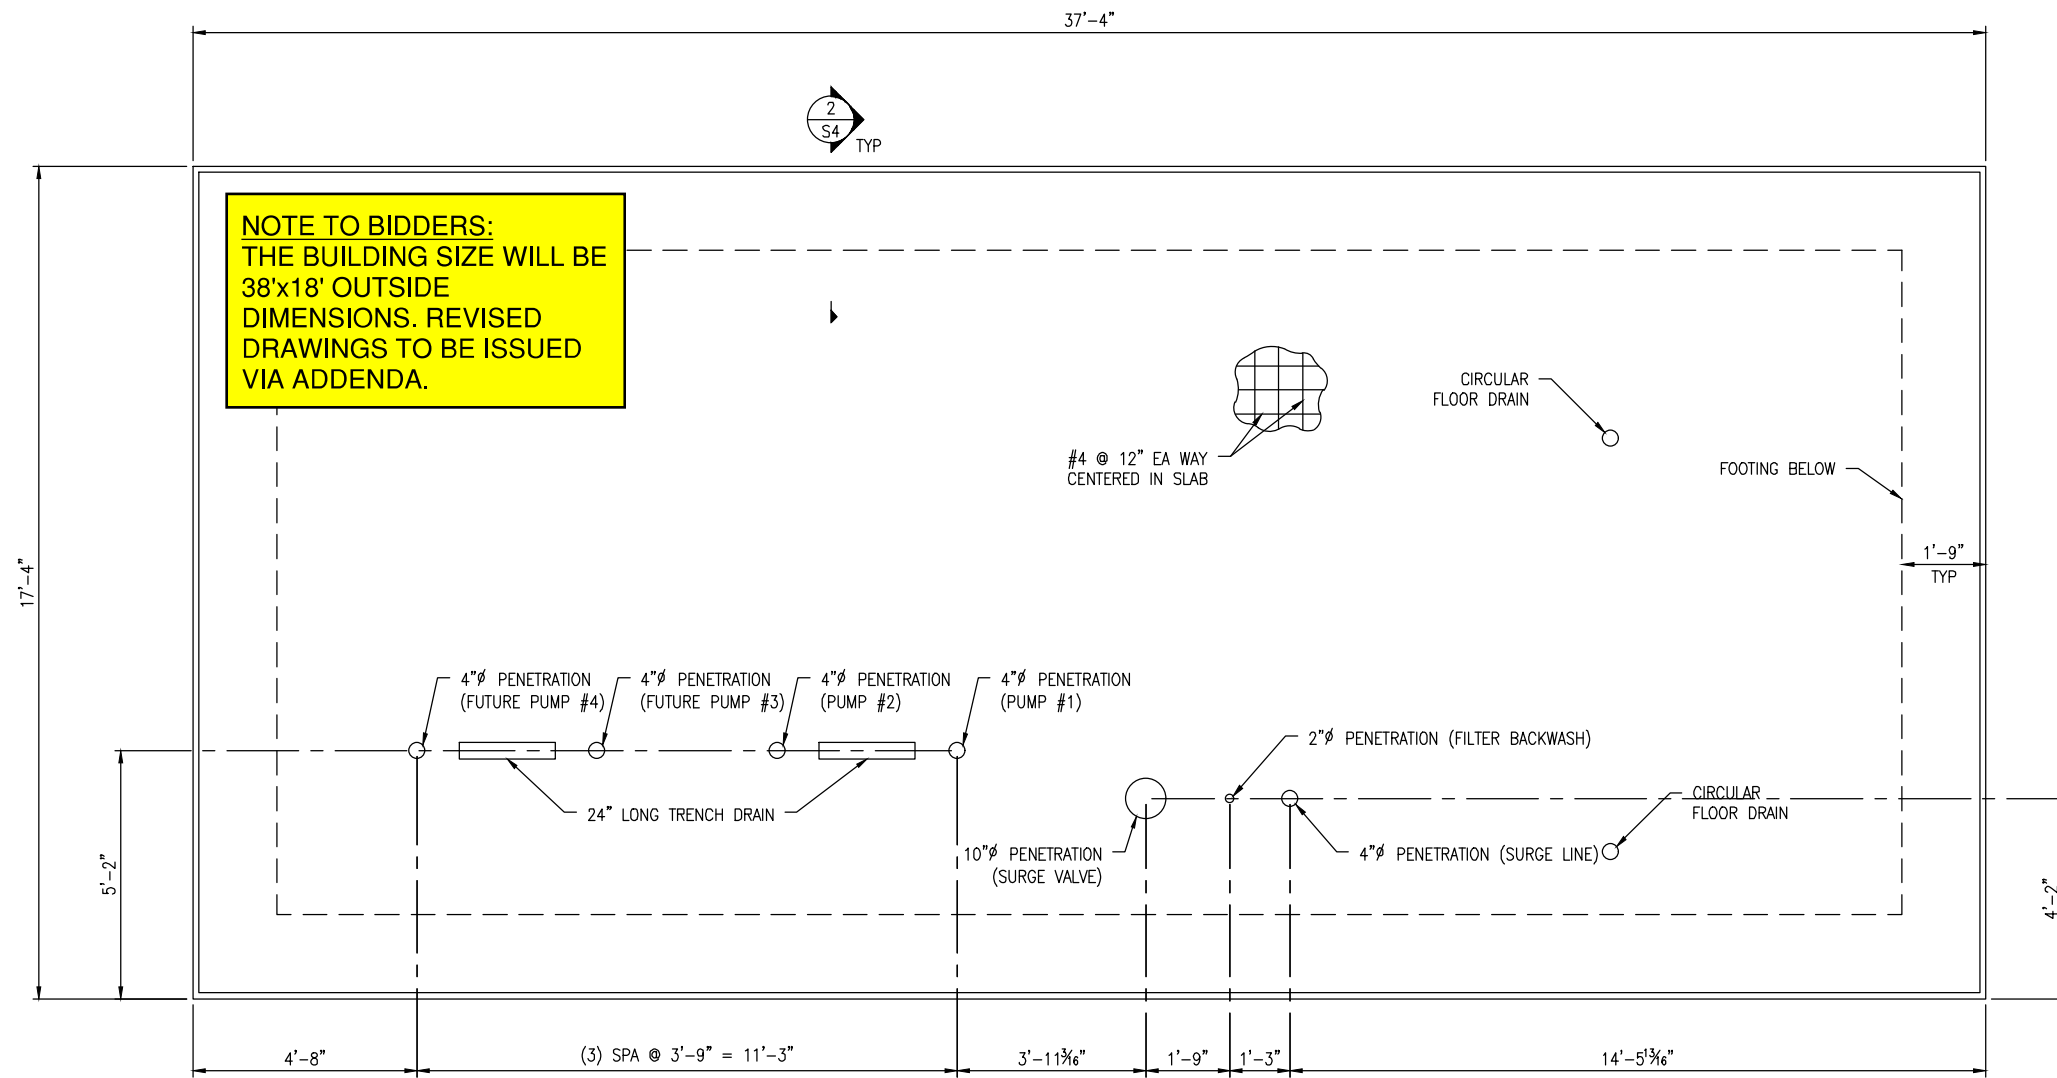 37'-4"
2
S4
TYP
NOTE TO BIDDERS:
THE BUILDING SIZE WILL BE
38'x18' OUTSIDE
DIMENSIONS. REVISED
DRAWINGS TO BE ISSUED
VIA ADDENDA.
CIRCULAR
FLOOR DRAIN
#4 @ 12" EA WAY
CENTERED IN SLAB
FOOTING BELOW
1'-9"
TYP
17'-4"
4"Ø PENETRATION
(FUTURE PUMP #4)
4"Ø PENETRATION
(FUTURE PUMP #3)
4"Ø PENETRATION
(PUMP #2)
4"Ø PENETRATION
(PUMP #1)
2"Ø PENETRATION (FILTER BACKWASH)
24" LONG TRENCH DRAIN
CIRCULAR
FLOOR DRAIN
10"Ø PENETRATION
(SURGE VALVE)
4"Ø PENETRATION (SURGE LINE)
5'-2"
4'-2"
4'-8"
(3) SPA @ 3'-9" = 11'-3"
3'-11 3/16"
1'-9"
1'-3"
14'-5 13/16"